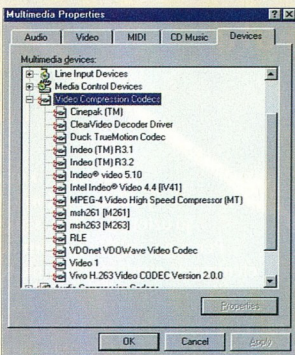 Multimedia Properties
Audio Video MIDI CD Music Devices
Multimedia devices:
Line Input Devices
Media Control Devices
Video Compression Codecs
Cinepak (TM)
ClearVideo Decoder Driver
Duck TrueMotion Codec
Indeo (TM) R3.1
Indeo (TM) R3.2
Indeo® video 5.10
Intel Indeo® Video 4.4 [IV41]
MPEG-4 Video High Speed Compressor (MT)
msh261 [M261]
msh263 [M263]
RLE
VDOnet VDOWave Video Codec
Video 1
Vivo H.263 Video CODEC Version 2.0.0
Audio Compression Codecs
Properties
OK Cancel Apply